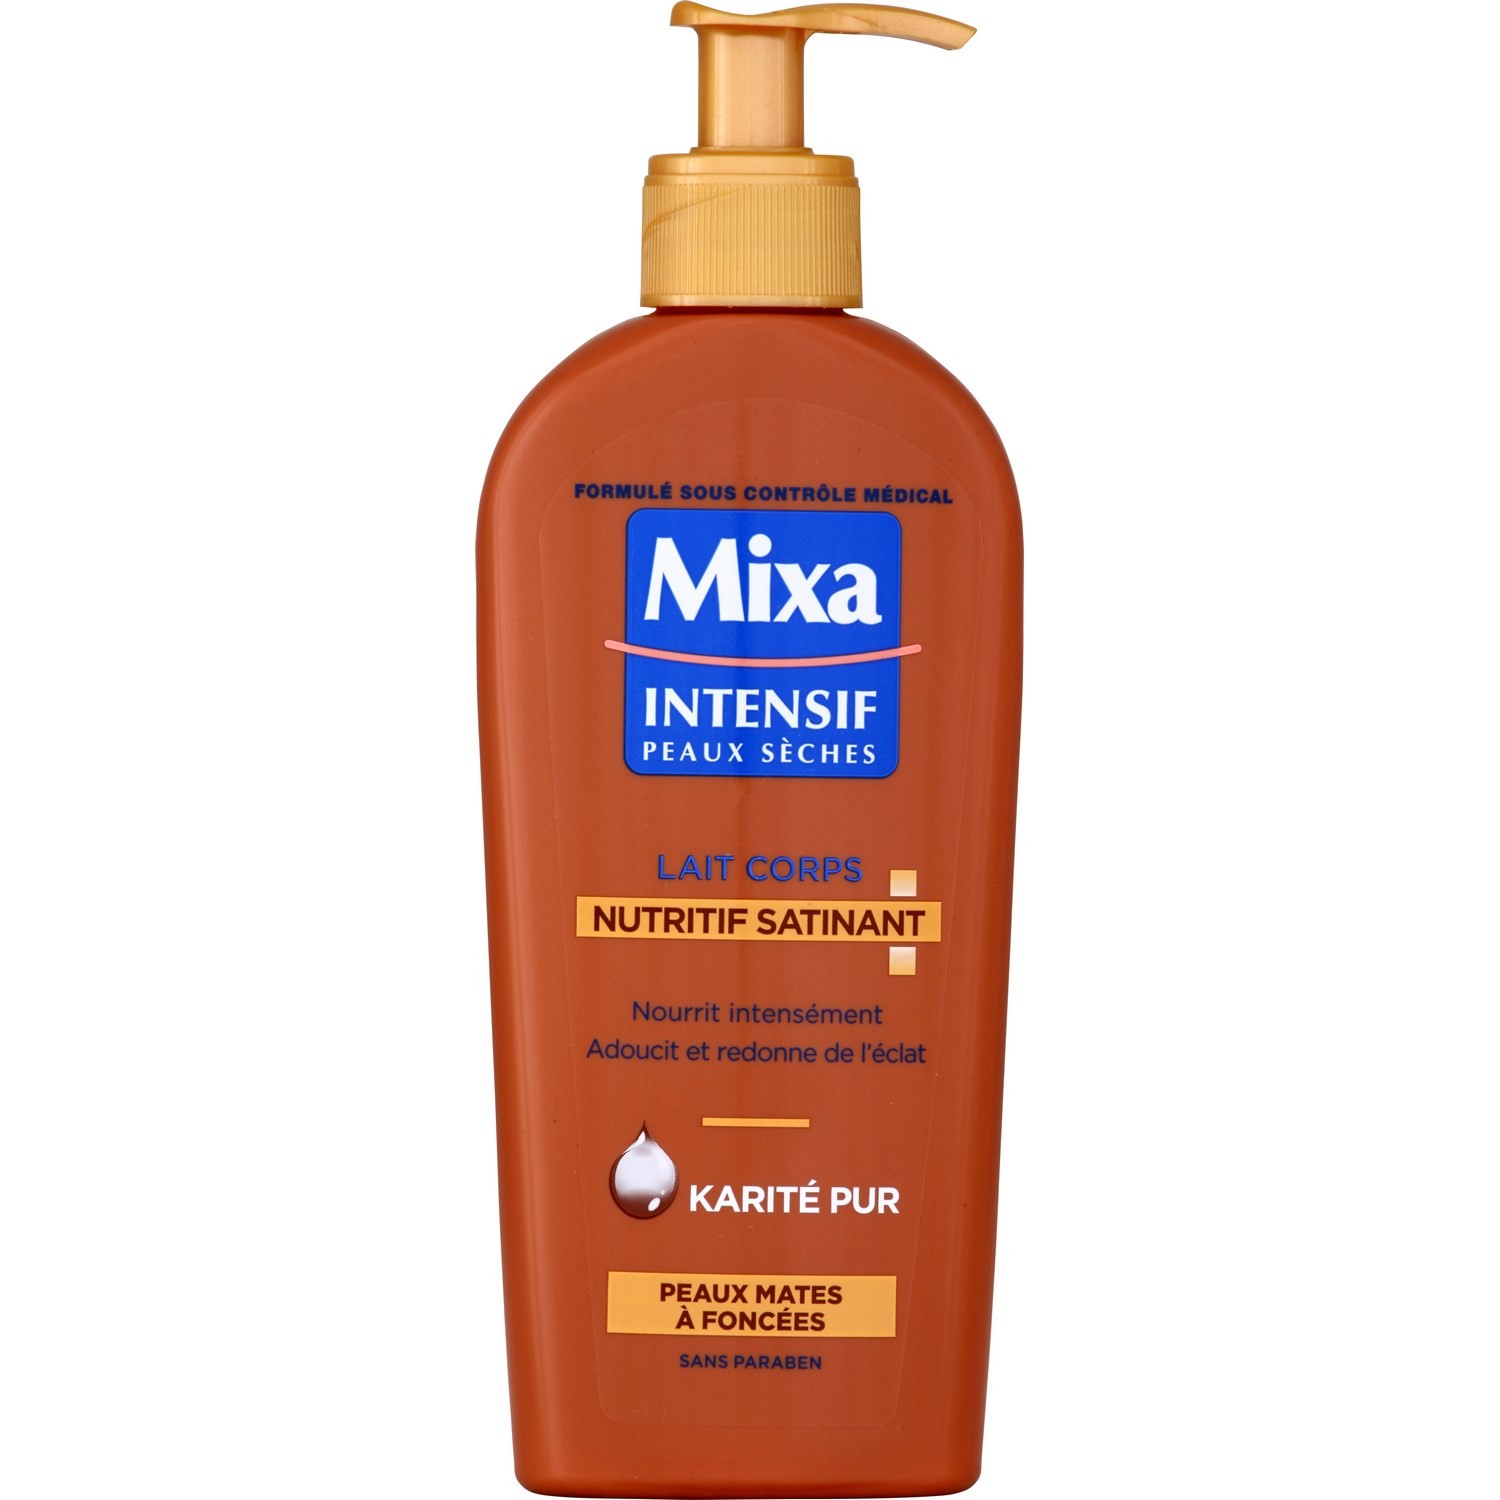 FORMULÉ SOUS CONTRÔLE MÉDICAL
Mixa
INTENSIF
PEAUX SÈCHES
LAIT CORPS
NUTRITIF SATINANT
Nourrit intensément
Adoucit et redonne de l'éclat
KARITÉ PUR
PEAUX MATES
À FONCÉES
SANS PARABEN